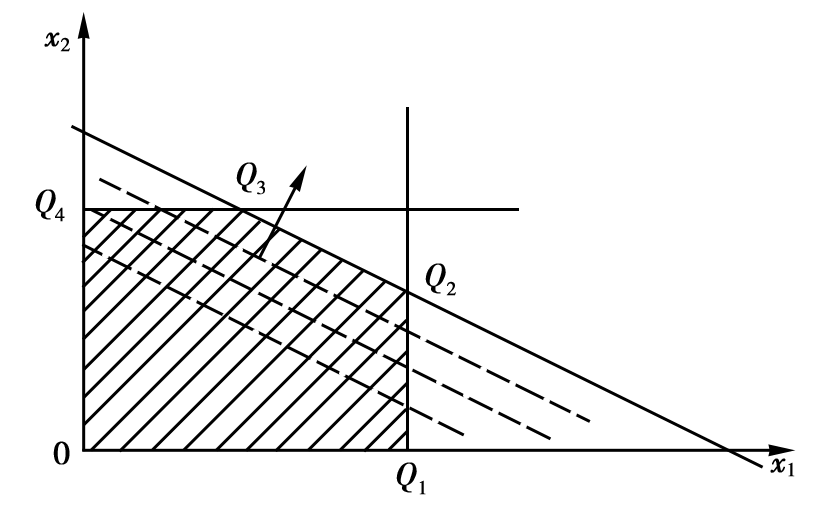 x₂
Q₃
Q₄
Q₂
0
x₁
Q₁